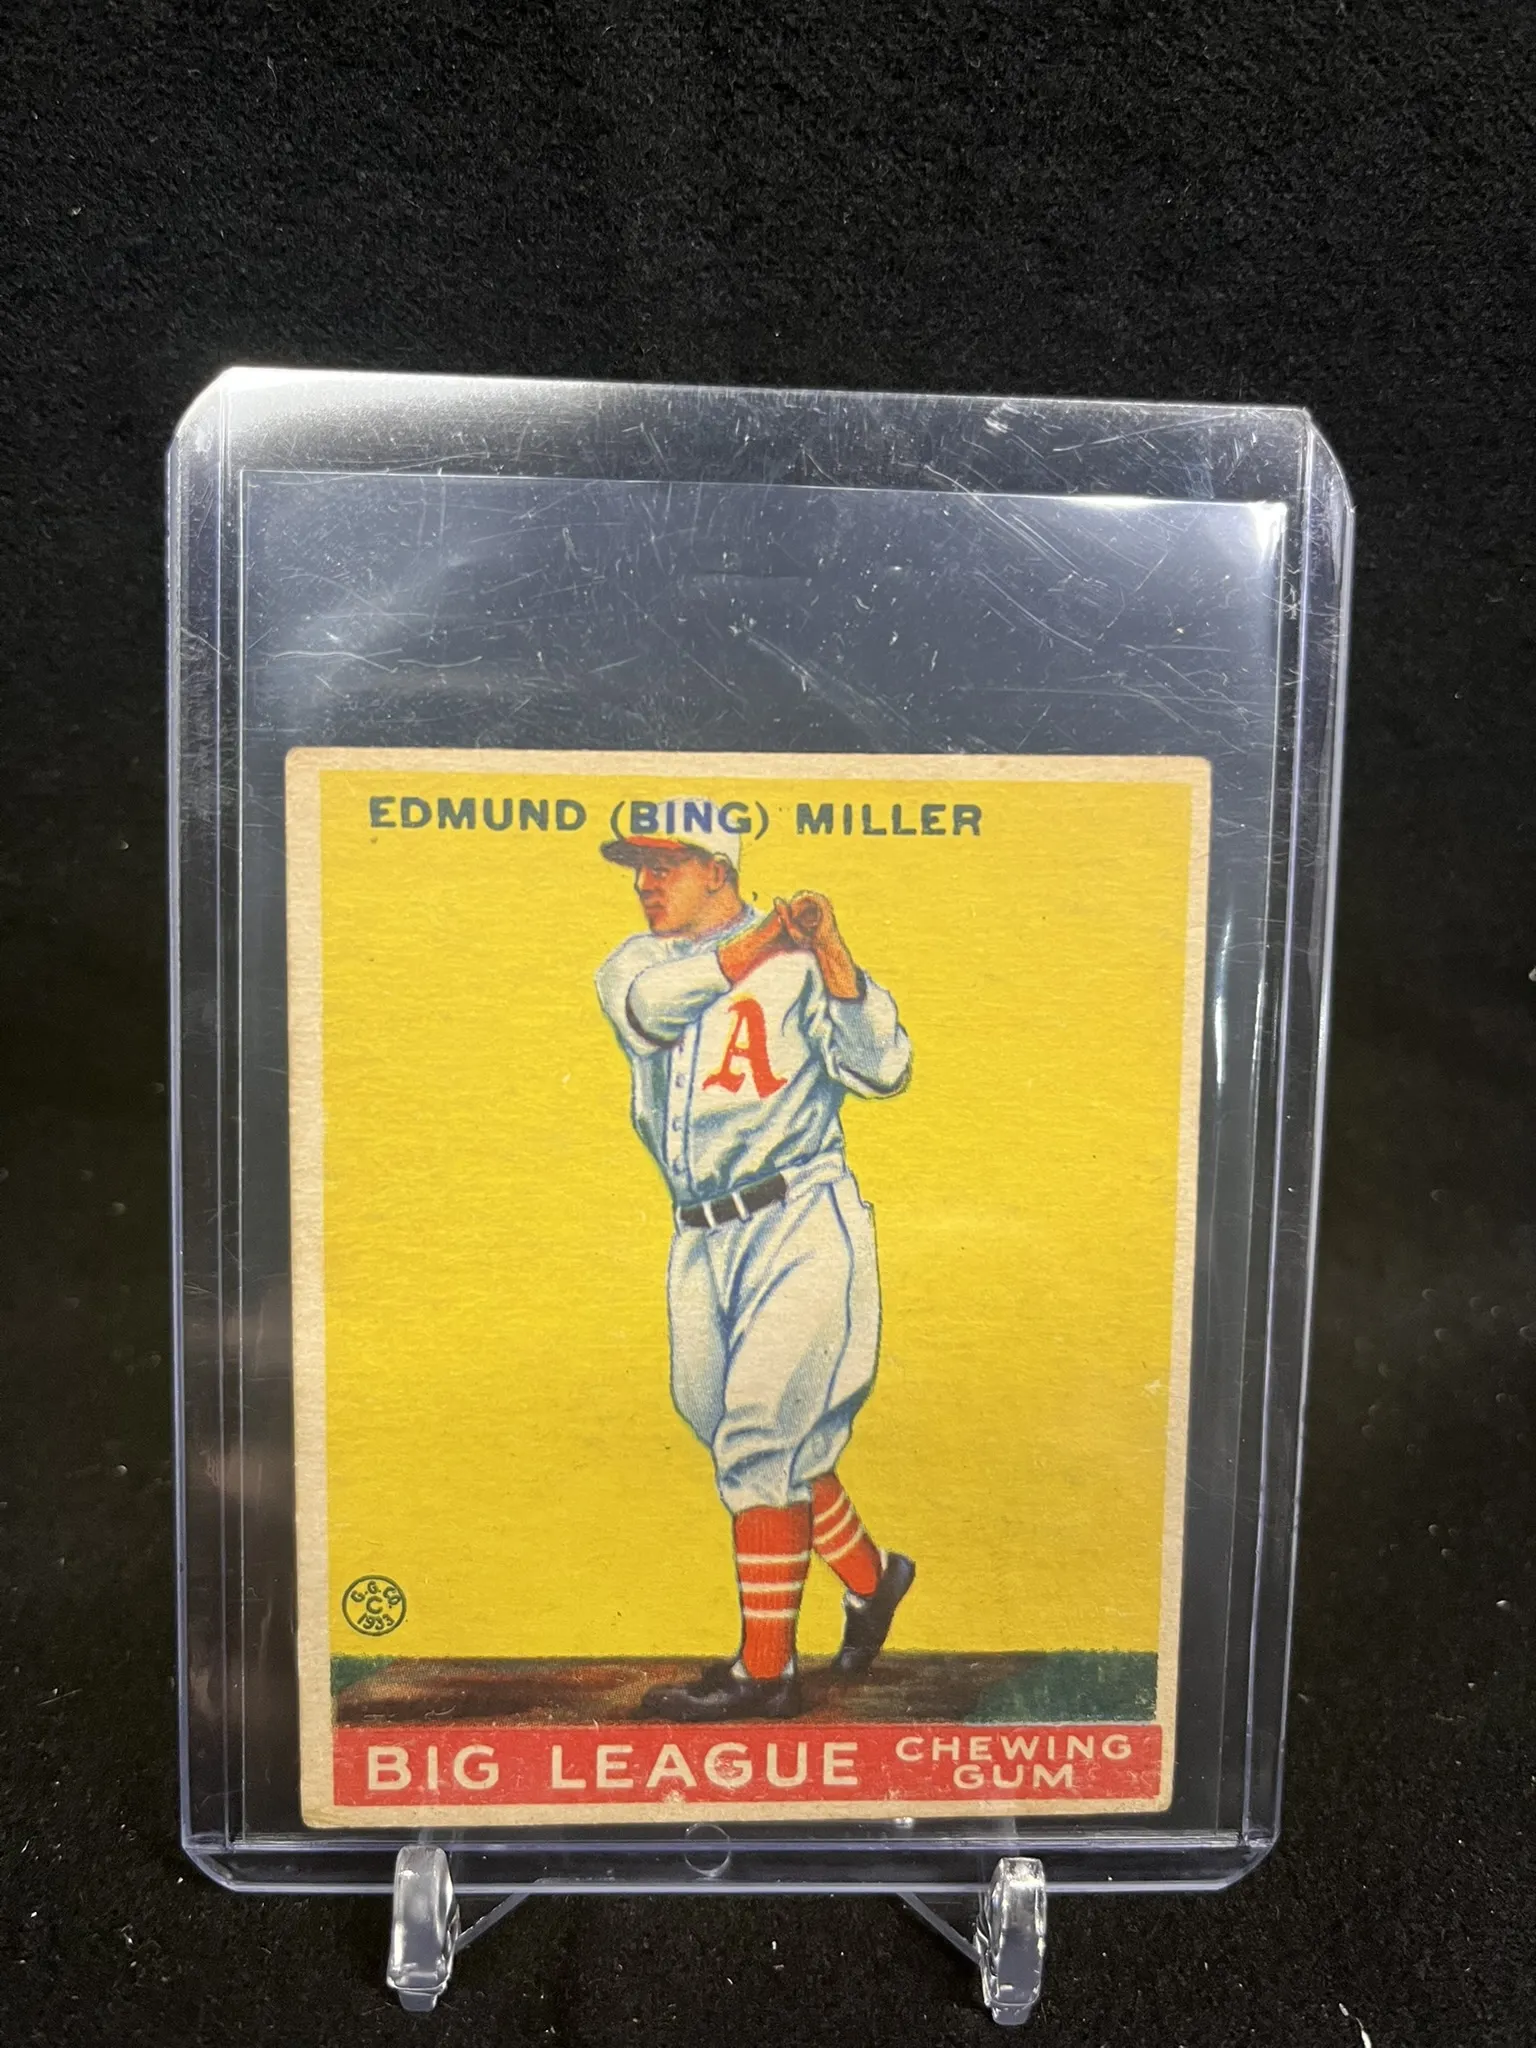 EDMUND (BING) MILLER
A
G.G.CO.
C
1933
BIG LEAGUE CHEWING GUM